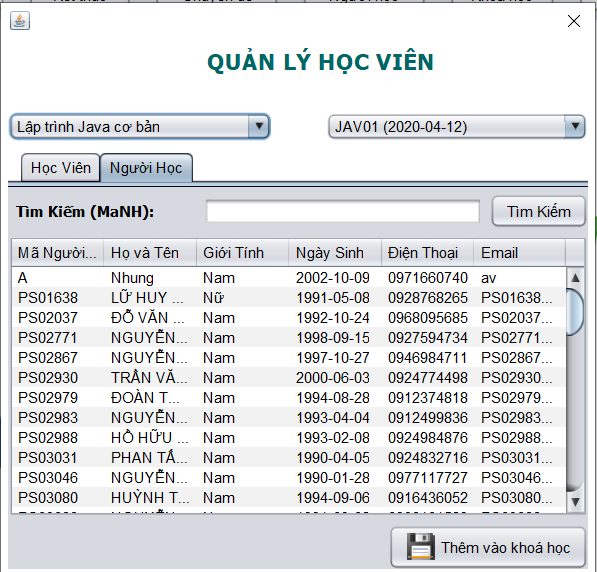 QUẢN LÝ HỌC VIÊN
Lập trình Java cơ bản JAV01 (2020-04-12)
Học Viên Người Học
Tìm Kiếm (MaNH): Tìm Kiếm
Mã Người... Họ và Tên Giới Tính Ngày Sinh Điện Thoại Email
A Nhung Nam 2002-10-09 0971660740 av
PS01638 LỮ HUY ... Nữ 1991-05-08 0928768265 PS01638...
PS02037 ĐỖ VĂN ... Nam 1992-10-24 0968095685 PS02037...
PS02771 NGUYỄN... Nam 1998-09-15 0927594734 PS02771...
PS02867 NGUYỄN... Nam 1997-10-27 0946984711 PS02867...
PS02930 TRẦN VĂ... Nam 2000-06-03 0924774498 PS02930...
PS02979 ĐOÀN T... Nam 1994-08-28 0912374818 PS02979...
PS02983 NGUYỄN... Nam 1993-04-04 0912499836 PS02983...
PS02988 HỒ HỮU ... Nam 1993-02-08 0924984876 PS02988...
PS03031 PHAN TẤ... Nam 1990-04-05 0924832716 PS03031...
PS03046 NGUYỄN... Nam 1990-01-28 0977117727 PS03046...
PS03080 HUỲNH T... Nam 1994-09-06 0916436052 PS03080...
Thêm vào khoá học